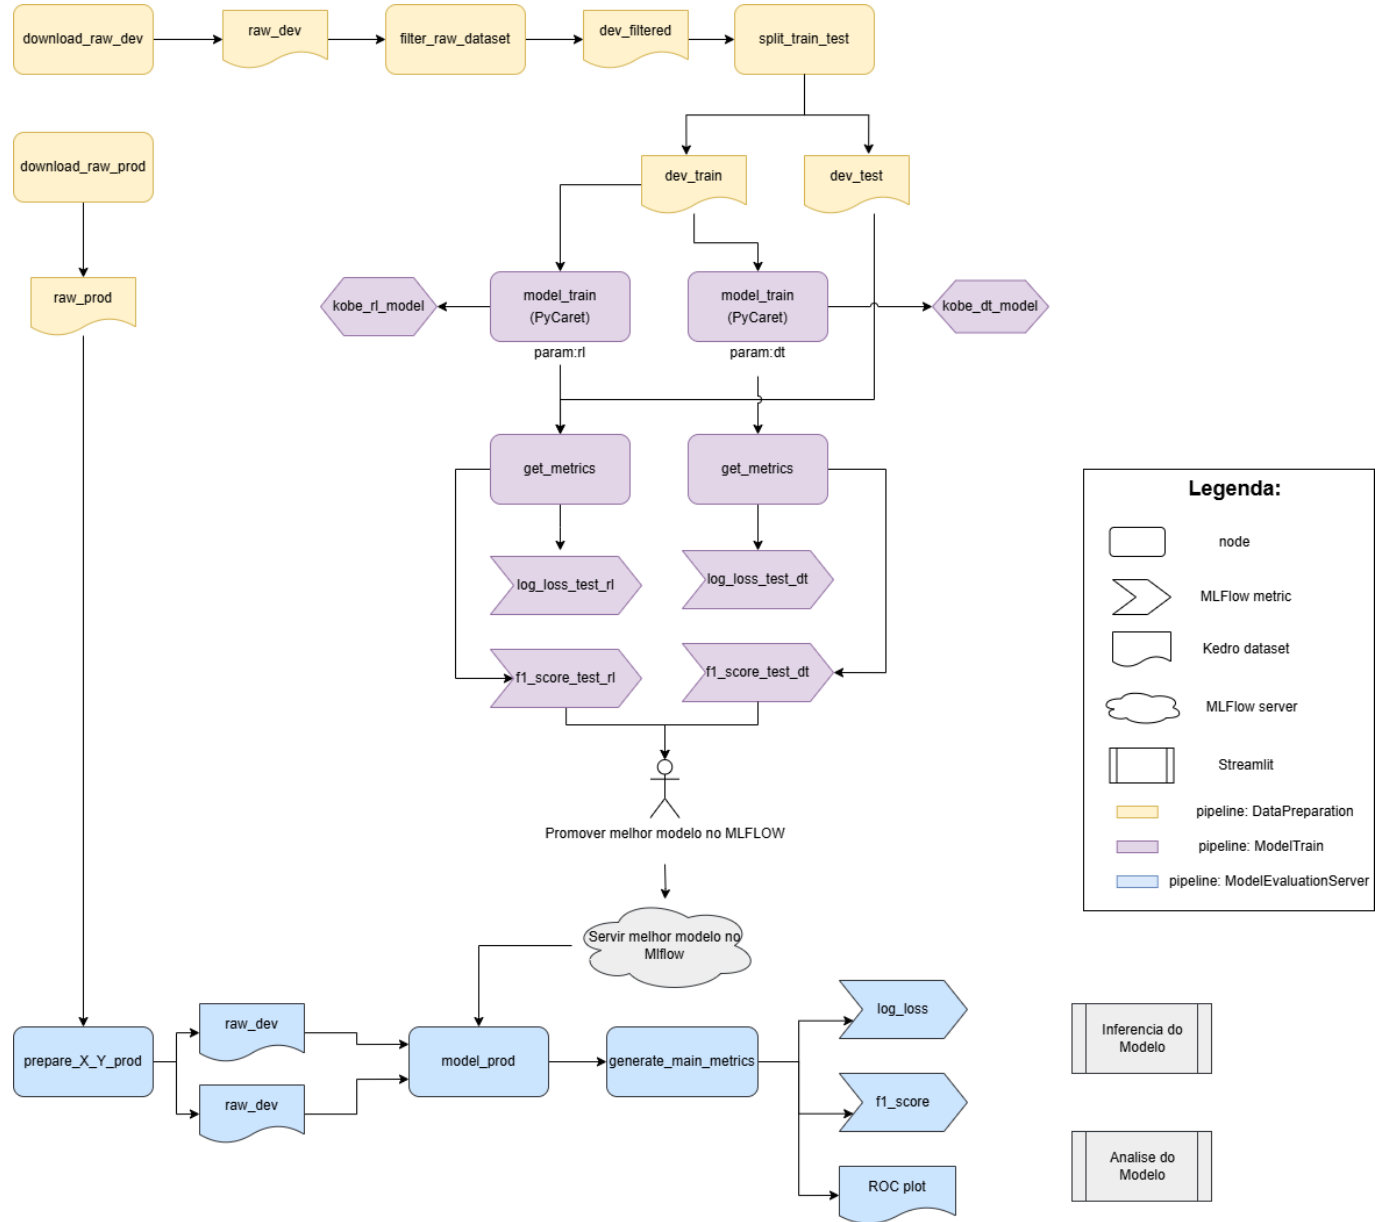 download_raw_dev
raw_dev
filter_raw_dataset
dev_filtered
split_train_test
download_raw_prod
dev_train
dev_test
raw_prod
kobe_rl_model
model_train
(PyCaret)
param:rl
model_train
(PyCaret)
param:dt
kobe_dt_model
get_metrics
get_metrics
log_loss_test_rl
log_loss_test_dt
f1_score_test_rl
f1_score_test_dt
Promover melhor modelo no MLFLOW
Servir melhor modelo no
Mlflow
Legenda:
node
MLFlow metric
Kedro dataset
MLFlow server
Streamlit
pipeline: DataPreparation
pipeline: ModelTrain
pipeline: ModelEvaluationServer
prepare_X_Y_prod
raw_dev
raw_dev
model_prod
generate_main_metrics
log_loss
f1_score
ROC plot
Inferencia do
Modelo
Analise do
Modelo